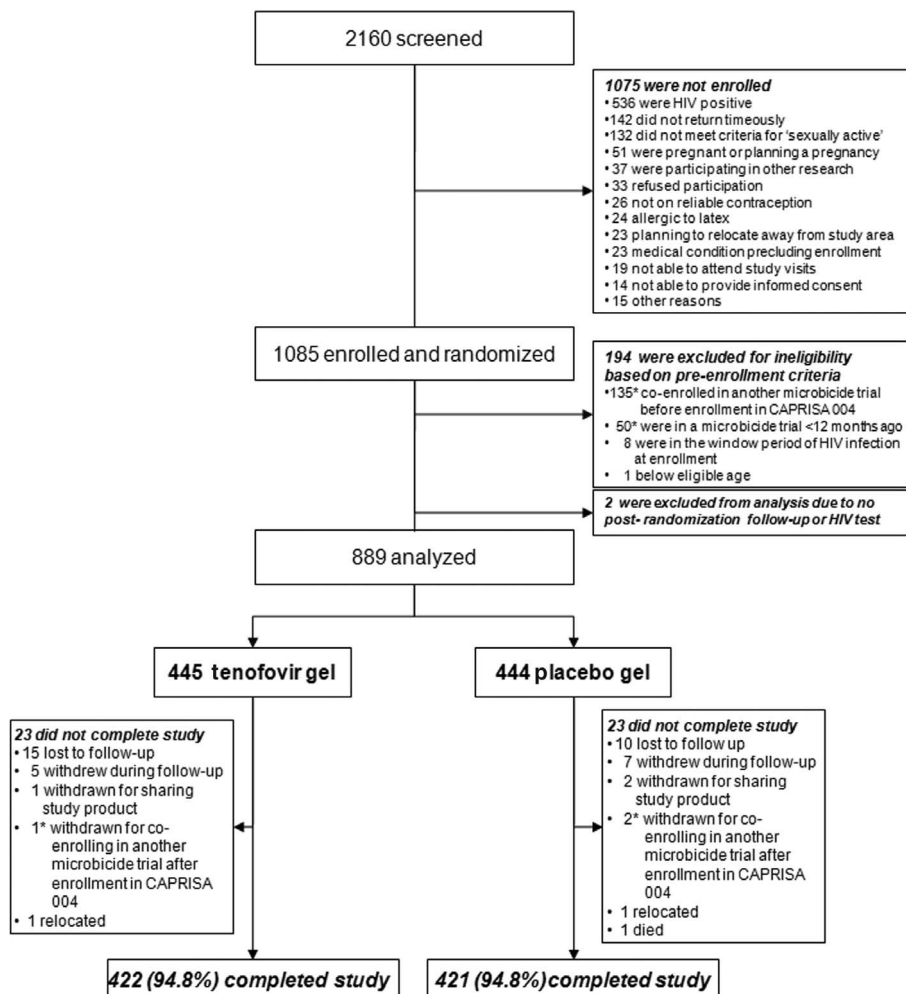 2160 screened
1075 were not enrolled
• 536 were HIV positive
• 142 did not return timeously
• 132 did not meet criteria for ‘sexually active’
• 51 were pregnant or planning a pregnancy
• 37 were participating in other research
• 33 refused participation
• 26 not on reliable contraception
• 24 allergic to latex
• 23 planning to relocate away from study area
• 23 medical condition precluding enrollment
• 19 not able to attend study visits
• 14 not able to provide informed consent
• 15 other reasons
1085 enrolled and randomized
194 were excluded for ineligibility
based on pre-enrollment criteria
• 135* co-enrolled in another microbicide trial
before enrollment in CAPRISA 004
• 50* were in a microbicide trial <12 months ago
• 8 were in the window period of HIV infection
at enrollment
• 1 below eligible age
2 were excluded from analysis due to no
post- randomization follow-up or HIV test
889 analyzed
445 tenofovir gel
444 placebo gel
23 did not complete study
• 15 lost to follow-up
• 5 withdrew during follow-up
• 1 withdrawn for sharing
study product
• 1* withdrawn for co-
enrolling in another
microbicide trial after
enrollment in CAPRISA
004
• 1 relocated
23 did not complete study
• 10 lost to follow up
• 7 withdrew during follow-up
• 2 withdrawn for sharing
study product
• 2* withdrawn for co-
enrolling in another
microbicide trial after
enrollment in CAPRISA
004
• 1 relocated
• 1 died
422 (94.8%) completed study
421 (94.8%) completed study